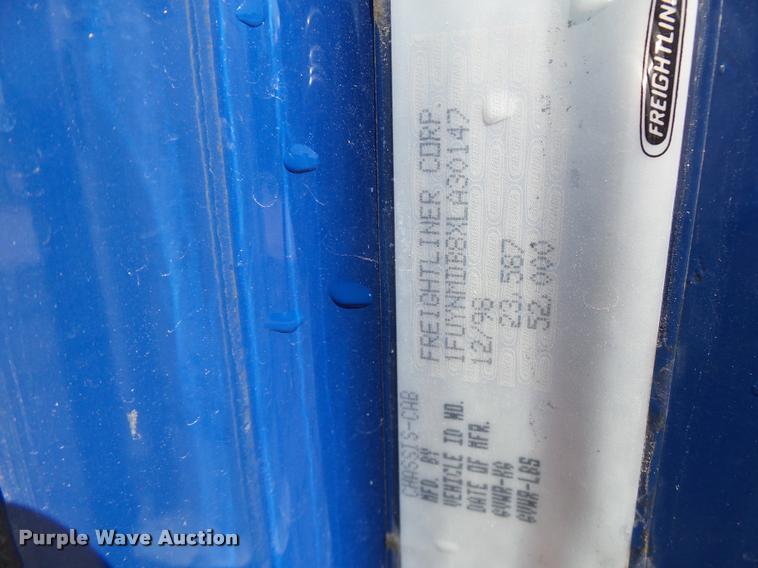 CHASSIS-CAB
MFD. BY FREIGHTLINER CORP.
VEHICLE ID NO. 1FUYNMDB8XLA30147
DATE OF MFR. 12/98
GVWR-KG 23.587
GVWR-LBS 52.000
FREIGHTLINER
Purple Wave Auction